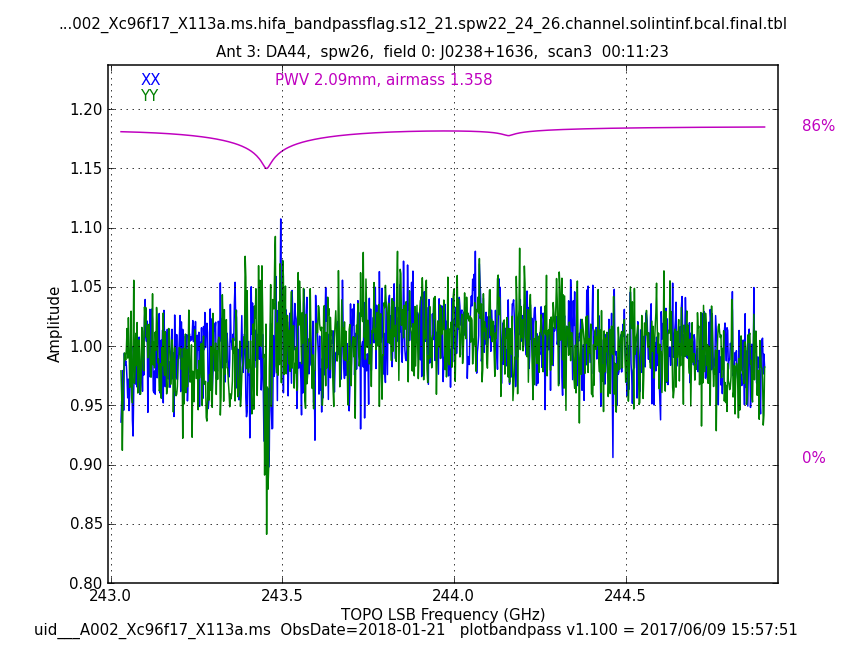 ...002_Xc96f17_X113a.ms.hifa_bandpassflag.s12_21.spw22_24_26.channel.solintinf.bcal.final.tbl
Ant 3: DA44,  spw26,  field 0: J0238+1636,  scan3  00:11:23
XX
PWV 2.09mm, airmass 1.358
YY
1.20
86%
1.15
1.10
1.05
Amplitude
1.00
0.95
0.90
0%
0.85
0.80
243.0
243.5
244.0
244.5
TOPO LSB Frequency (GHz)
uid___A002_Xc96f17_X113a.ms  ObsDate=2018-01-21   plotbandpass v1.100 = 2017/06/09 15:57:51